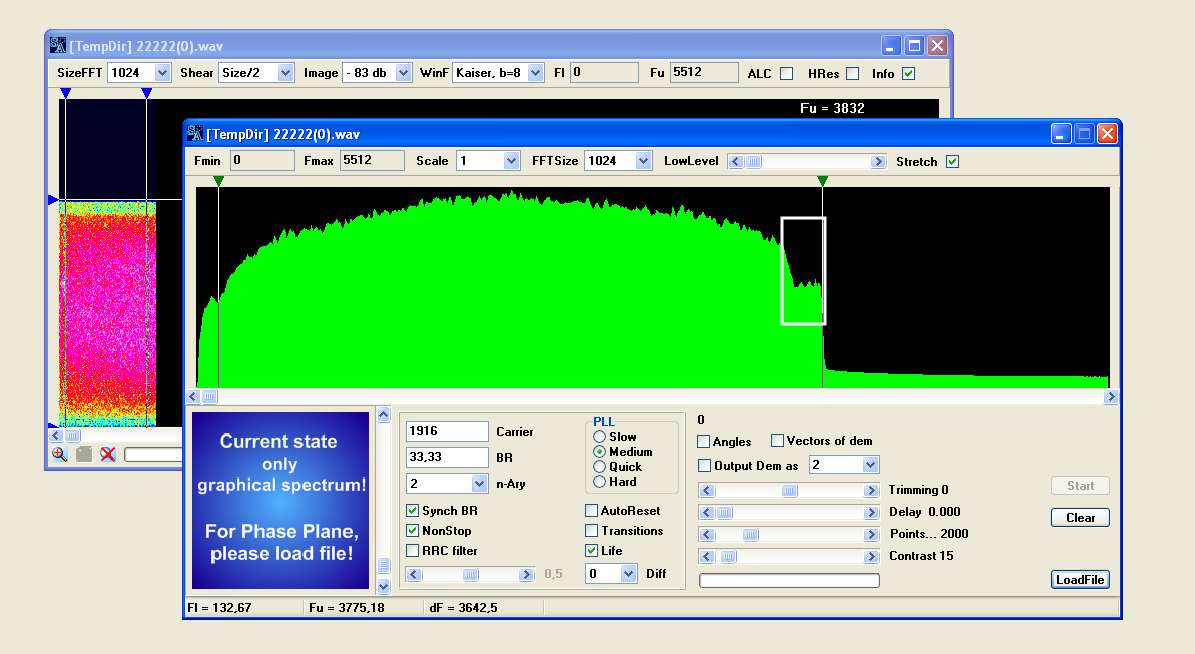 [TempDir] 22222(0).wav
SizeFFT 1024 Shear Size/2 Image - 83 db WinF Kaiser, b=8 Fl 0 Fu 5512 ALC HRes Info
Fu = 3832
[TempDir] 22222(0).wav
Fmin 0 Fmax 5512 Scale 1 FFTSize 1024 LowLevel Stretch
Current state
only
graphical spectrum!
For Phase Plane,
please load file!
1916 Carrier
33,33 BR
2 n-Ary
Synch BR
NonStop
RRC filter
0,5
PLL
Slow
Medium
Quick
Hard
AutoReset
Transitions
Life
0 Diff
0
Angles Vectors of dem
Output Dem as 2
Trimming 0
Delay 0.000
Points... 2000
Contrast 15
Start
Clear
LoadFile
Fl = 132,67 Fu = 3775,18 dF = 3642,5